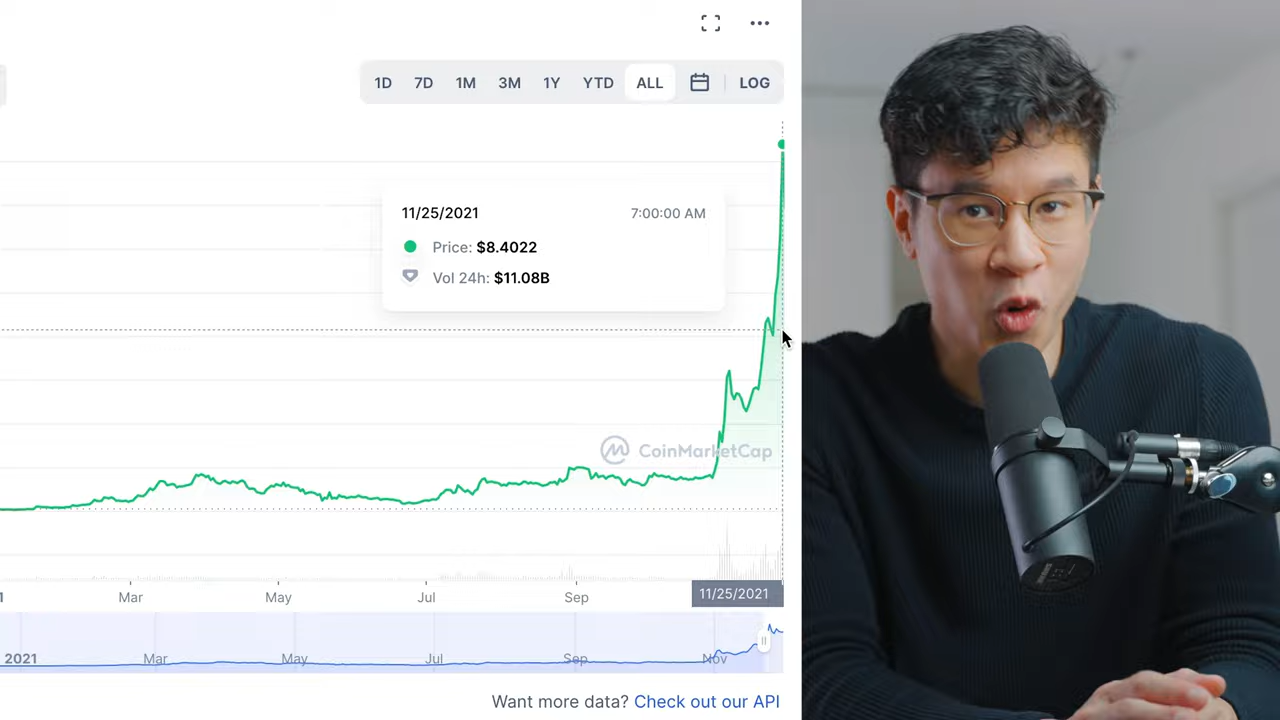 1D 7D 1M 3M 1Y YTD ALL LOG
11/25/2021 7:00:00 AM
Price: $8.4022
Vol 24h: $11.08B
CoinMarketCap
Mar May Jul Sep 11/25/2021
2021 Mar May Jul Sep Nov
Want more data? Check out our API